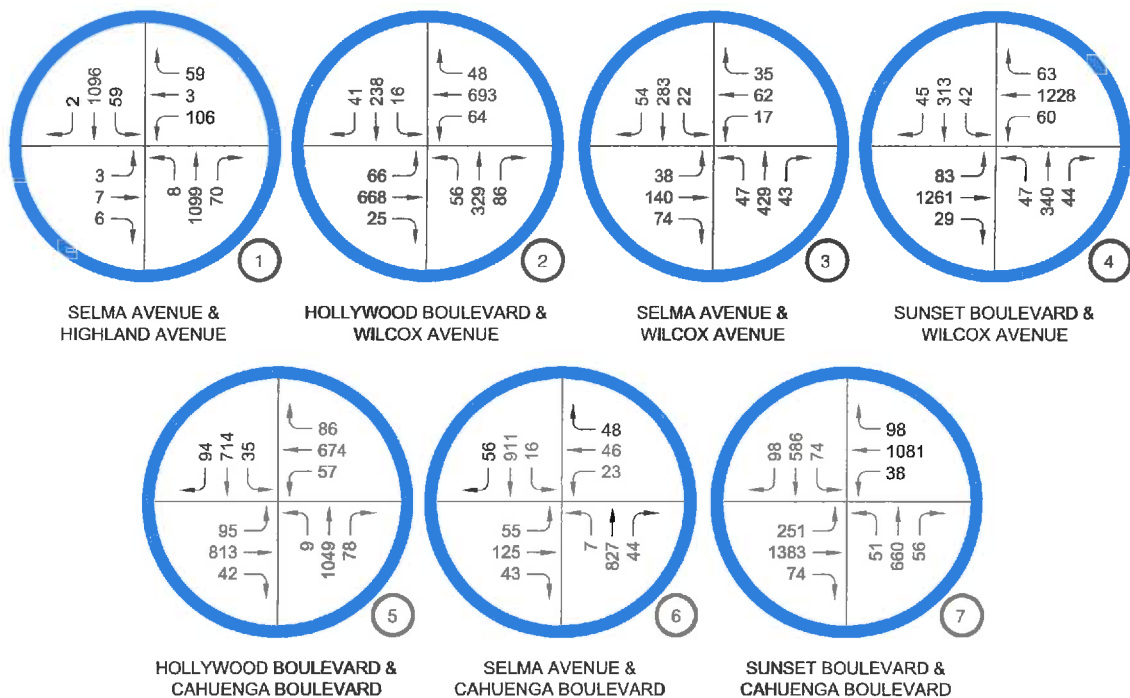 2 1096 59
59
3
106
3
7
6
8 1099 70
1
SELMA AVENUE &
HIGHLAND AVENUE
41 238 16
48
693
64
66
668
25
56 329 86
2
HOLLYWOOD BOULEVARD &
WILCOX AVENUE
54 283 22
35
62
17
38
140
74
47 429 43
3
SELMA AVENUE &
WILCOX AVENUE
45 313 42
63
1228
60
83
1261
29
47 340 44
4
SUNSET BOULEVARD &
WILCOX AVENUE
94 714 35
86
674
57
95
813
42
9 1049 78
5
HOLLYWOOD BOULEVARD &
CAHUENGA BOULEVARD
56 911 16
48
46
23
55
125
43
7 827 44
6
SELMA AVENUE &
CAHUENGA BOULEVARD
98 586 74
98
1081
38
251
1383
74
51 660 56
7
SUNSET BOULEVARD &
CAHUENGA BOULEVARD